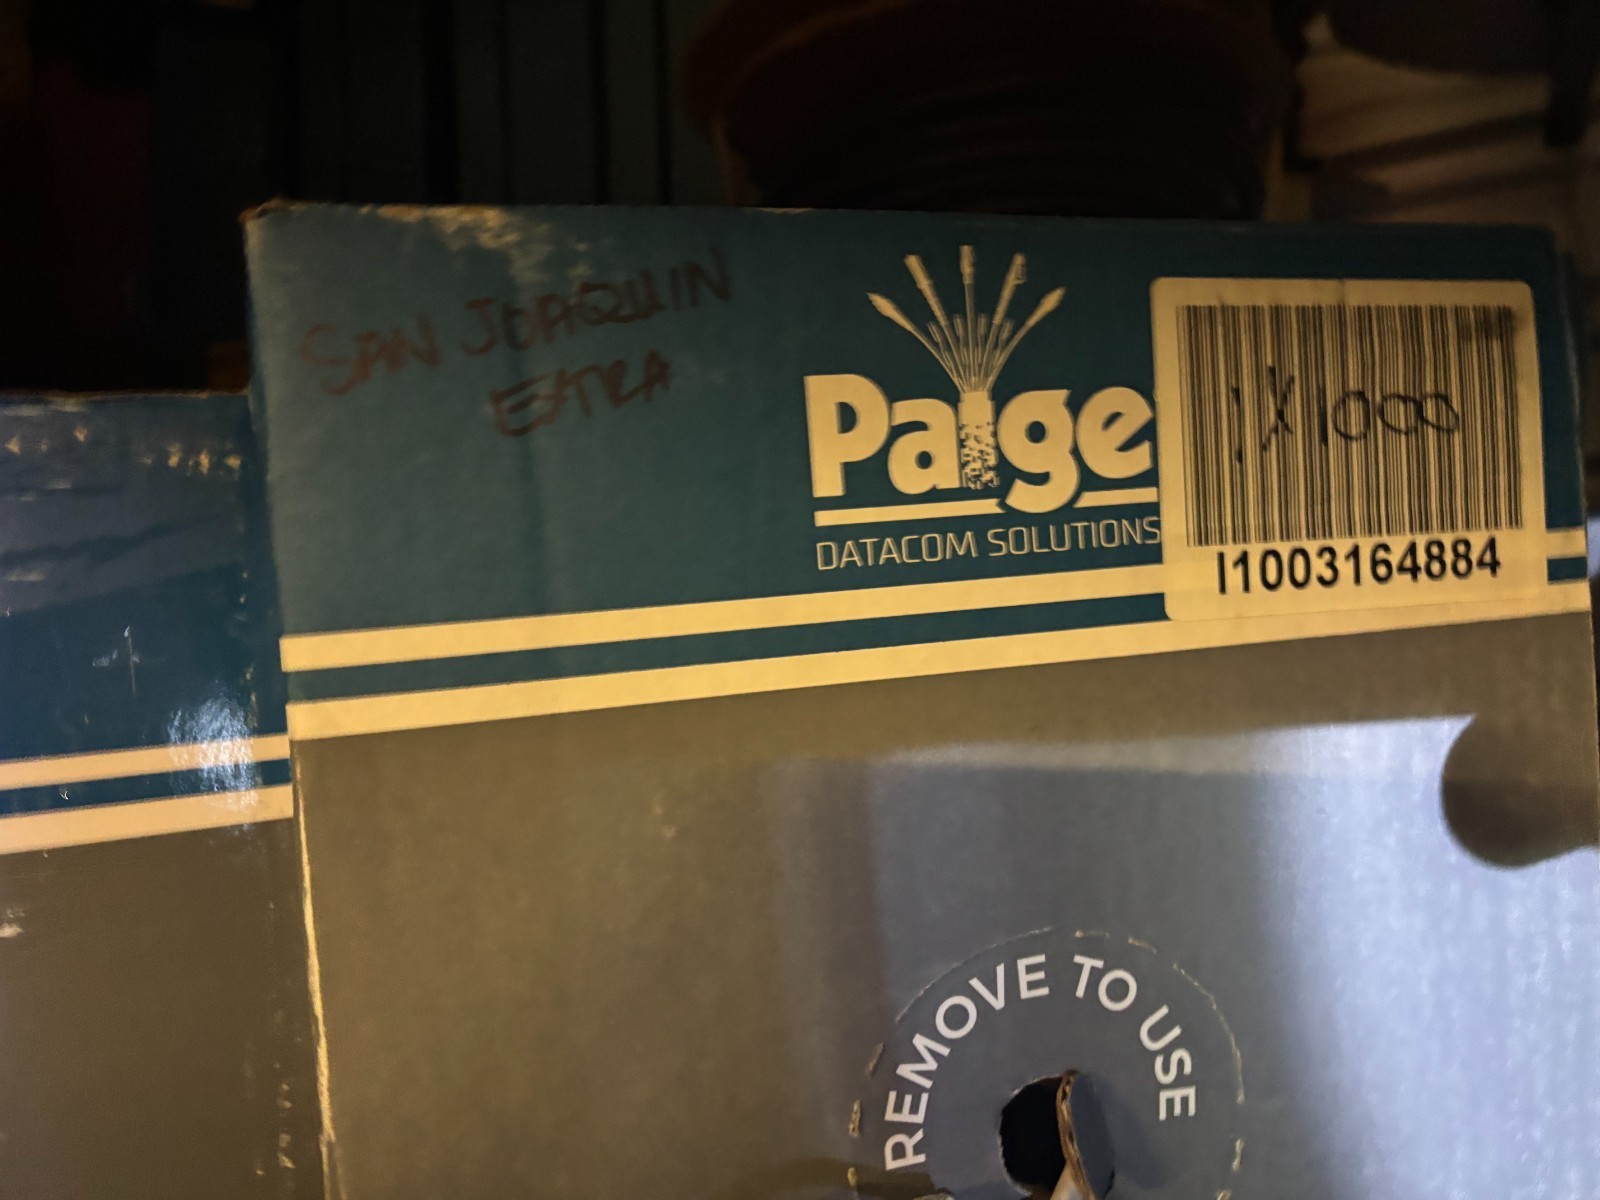 SAN JOAQUIN
EXTRA
Paige
DATACOM SOLUTIONS
1X1000
I1003164884
REMOVE TO USE